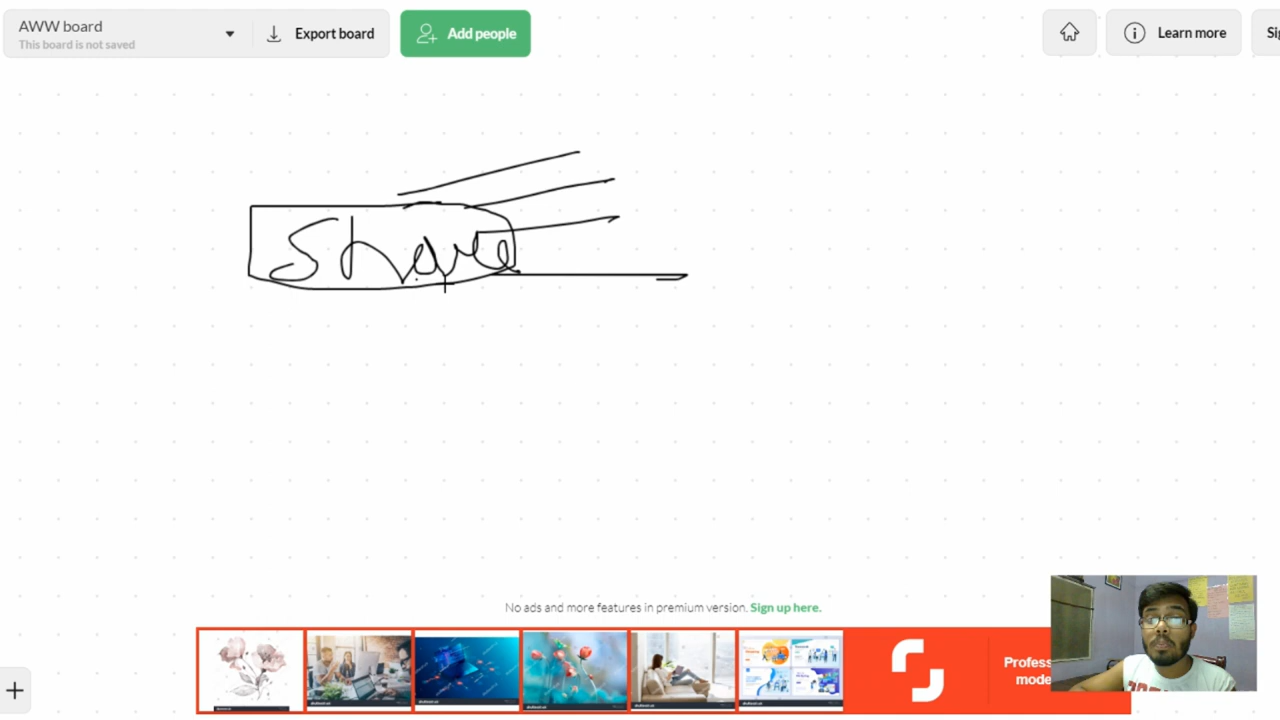 AWW board
This board is not saved
Export board
Add people
Learn more
Share
No ads and more features in premium version. Sign up here.